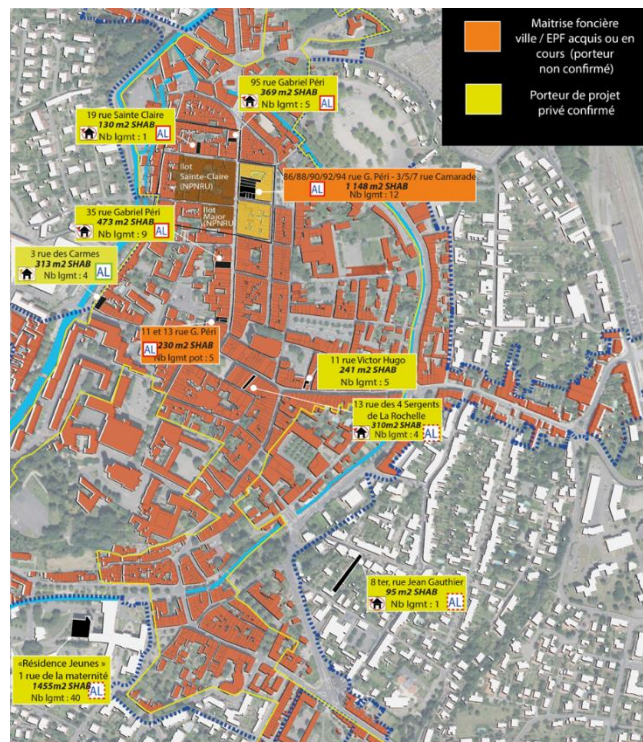 Maitrise foncière
ville / EPF acquis ou en
cours (porteur
non confirmé)
Porteur de projet
privé confirmé
95 rue Gabriel Péri
369 m2 SHAB
Nb lgmt : 5
AL
19 rue Sainte Claire
130 m2 SHAB
Nb lgmt : 1
AL
Ilot
Sainte-Claire
(NPNRU)
86/88/90/92/94 rue G. Péri - 3/5/7 rue Camarade
1 148 m2 SHAB
Nb lgmt : 12
AL
35 rue Gabriel Péri
473 m2 SHAB
Nb lgmt : 9
AL
Ilot
Major
(NPNRU)
3 rue des Carmes
313 m2 SHAB
Nb lgmt : 4
AL
11 et 13 rue G. Péri
230 m2 SHAB
Nb lgmt pot : 5
AL
11 rue Victor Hugo
241 m2 SHAB
Nb lgmt : 5
13 rue des 4 Sergents
de La Rochelle
310m2 SHAB
Nb lgmt : 4
AL
8 ter, rue Jean Gauthier
95 m2 SHAB
Nb lgmt : 1
AL
«Résidence Jeunes »
1 rue de la maternité
1455m2 SHAB
Nb lgmt : 40
AL